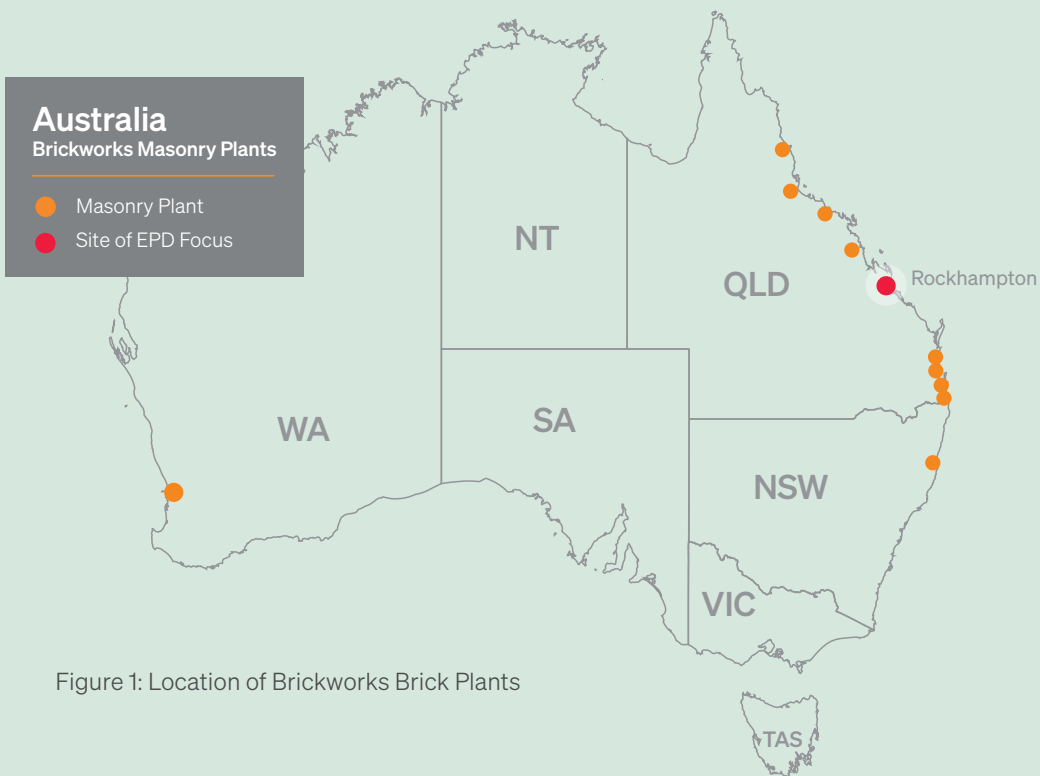 Australia
Brickworks Masonry Plants
Masonry Plant
Site of EPD Focus
NT
QLD
Rockhampton
WA
SA
NSW
VIC
TAS
Figure 1: Location of Brickworks Brick Plants